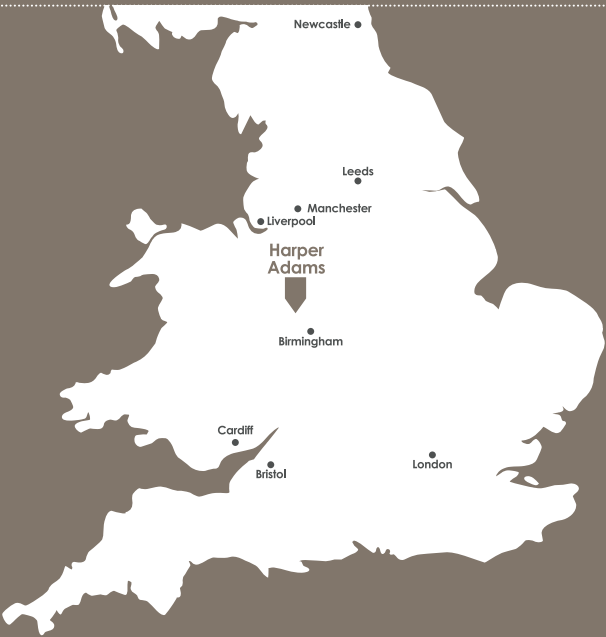 Newcastle
Leeds
Manchester
Liverpool
Harper
Adams
Birmingham
Cardiff
London
Bristol